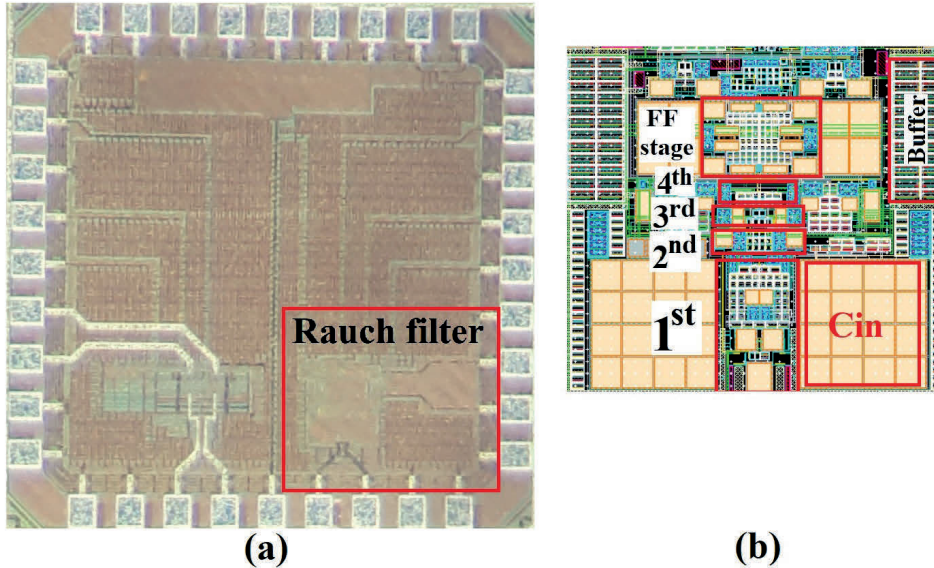 Rauch filter
(a)
FF
stage
4th
3rd
2nd
1st
Buffer
Cin
(b)